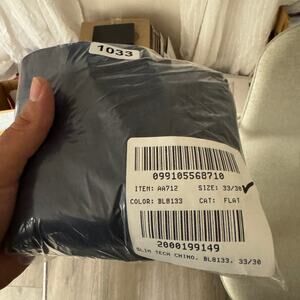 1033
099105568710
ITEM: AA712 SIZE: 33/30
COLOR: BL8133 CAT: FLAT
2000199149
SLIM TECH CHINO, BL8133, 33/30